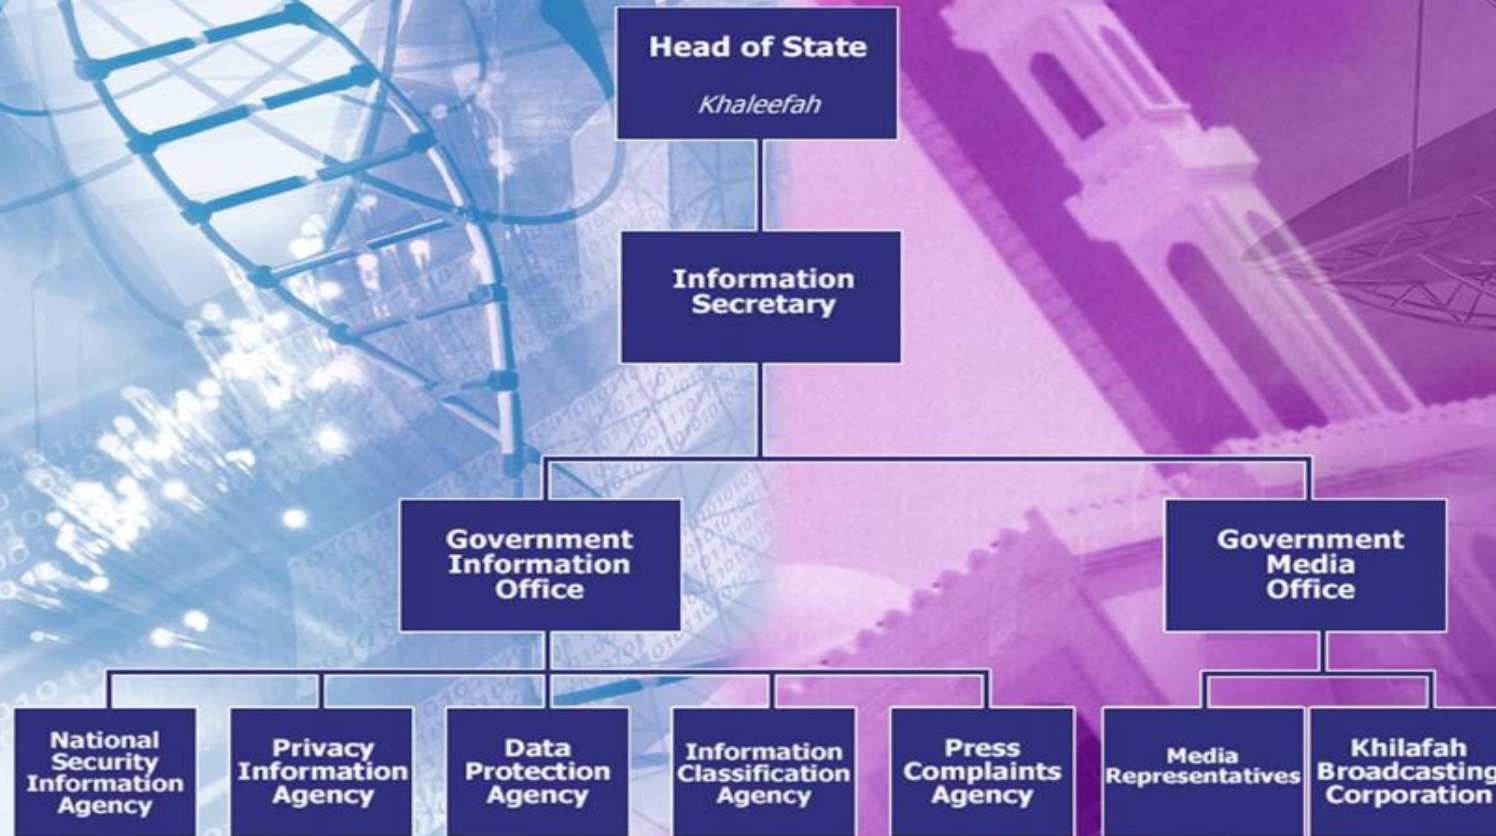 Head of State
Khaleefah
Information
Secretary
Government
Information
Office
Government
Media
Office
National
Security
Information
Agency
Privacy
Information
Agency
Data
Protection
Agency
Information
Classification
Agency
Press
Complaints
Agency
Media
Representatives
Khilafah
Broadcasting
Corporation